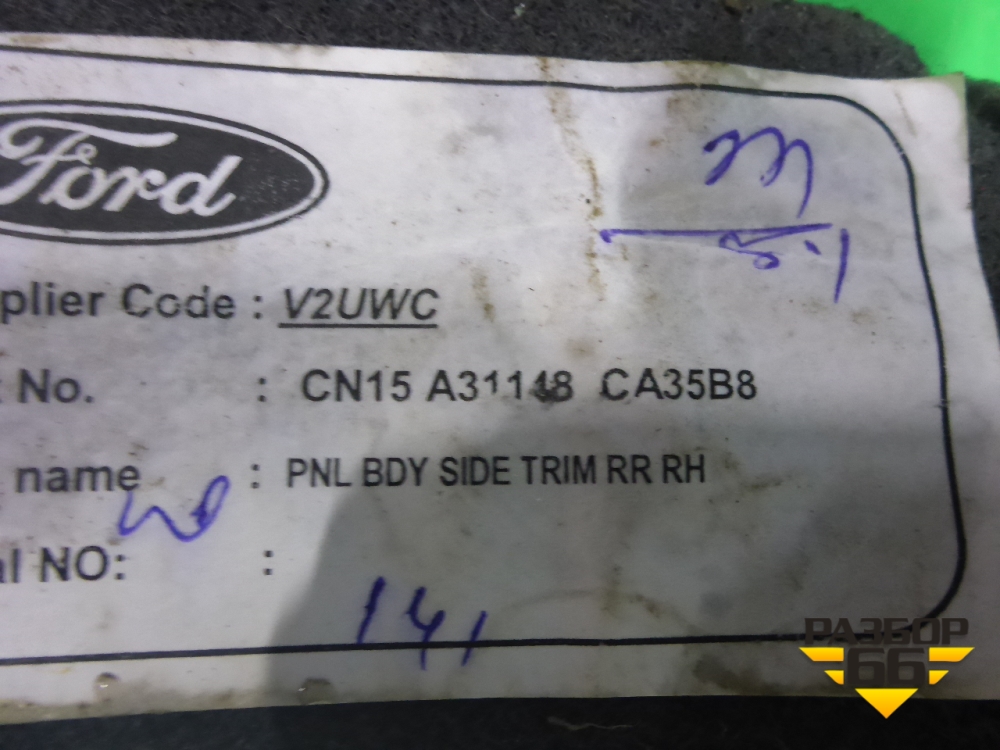 Ford
plier Code : V2UWC
No. : CN15 A31148 CA35B8
name : PNL BDY SIDE TRIM RR RH
al NO: :
141
РАЗБОР
66